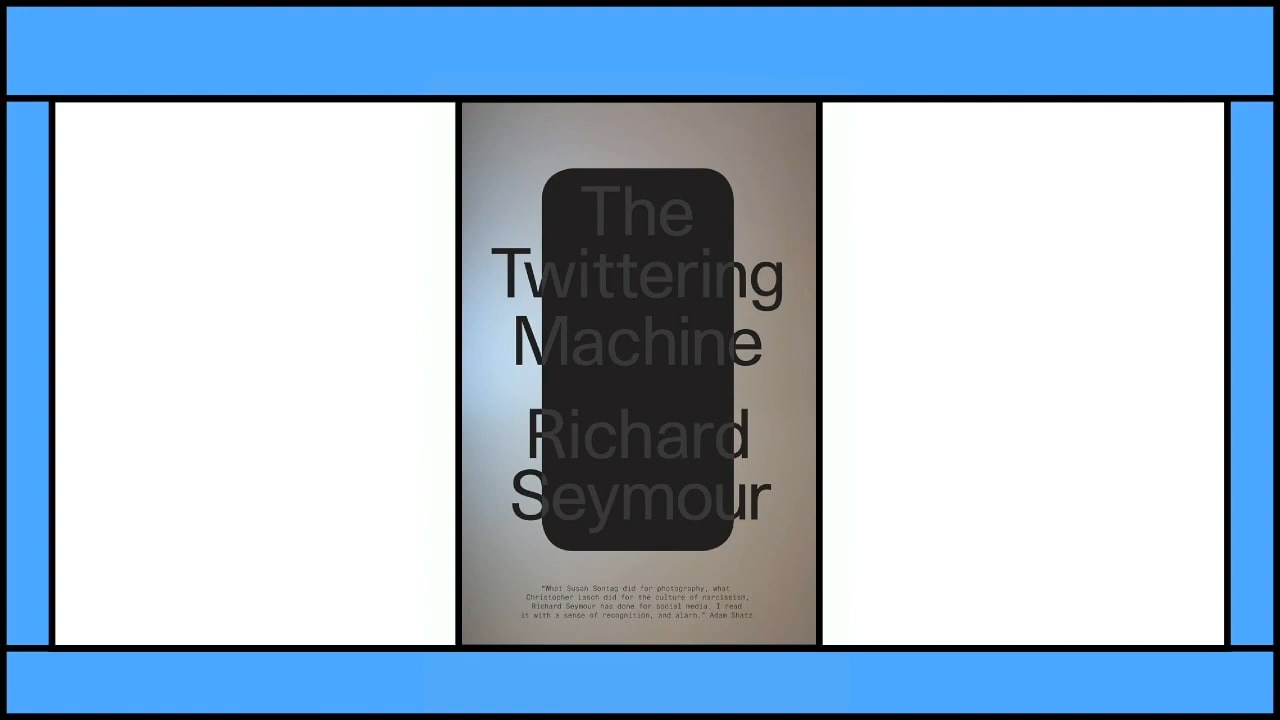 The
Twittering
Machine
Richard
Seymour
"What Susan Sontag did for photography, what
Christopher Lasch did for the culture of narcissism,
Richard Seymour has done for social media. I read
it with a sense of recognition, and alarm." Adam Shatz